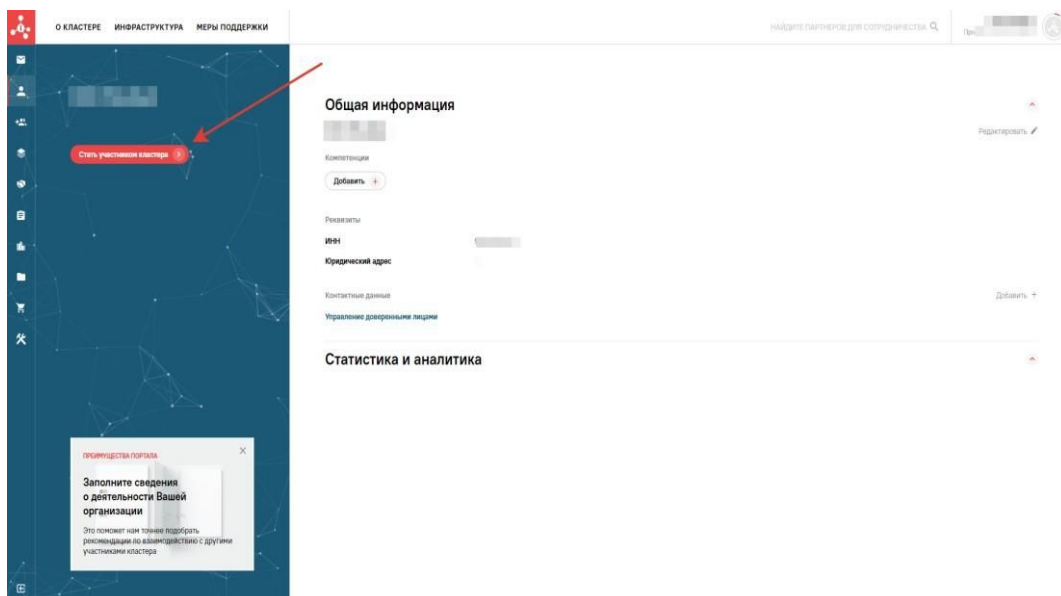 О КЛАСТЕРЕ ИНФРАСТРУКТУРА МЕРЫ ПОДДЕРЖКИ
НАЙДИТЕ ПАРТНЕРОВ ДЛЯ СОТРУДНИЧЕСТВА
Стать участником кластера
Общая информация
Редактировать
Компетенции
Добавить +
Реквизиты
ИНН
Юридический адрес
Контактные данные
Добавить +
Управление доверенными лицами
Статистика и аналитика
ПРЕИМУЩЕСТВА ПОРТАЛА
Заполните сведения
о деятельности Вашей
организации
Это поможет нам точнее подобрать
рекомендации по взаимодействию с другими
участниками кластера